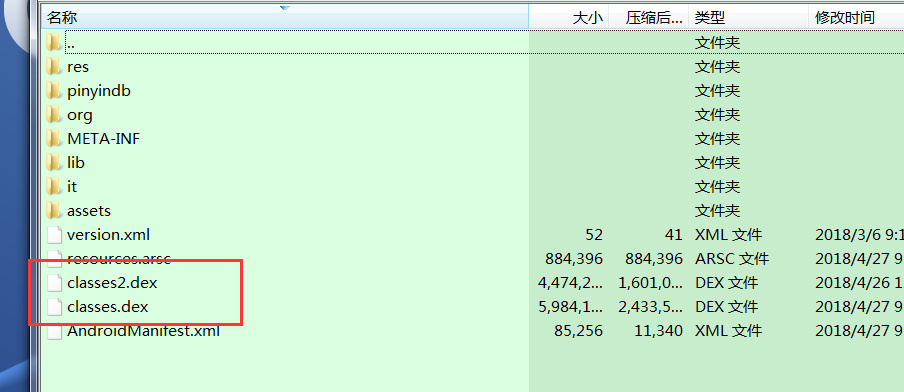 名称 大小 压缩后... 类型 修改时间
.. 文件夹
res 文件夹
pinyindb 文件夹
org 文件夹
META-INF 文件夹
lib 文件夹
it 文件夹
assets 文件夹
version.xml 52 41 XML 文件 2018/3/6 9:1
resources.arsc 884,396 884,396 ARSC 文件 2018/4/27 9
classes2.dex 4,474,2... 1,601,0... DEX 文件 2018/4/26 1
classes.dex 5,984,1... 2,433,5... DEX 文件 2018/4/27 9
AndroidManifest.xml 85,256 11,340 XML 文件 2018/4/27 9